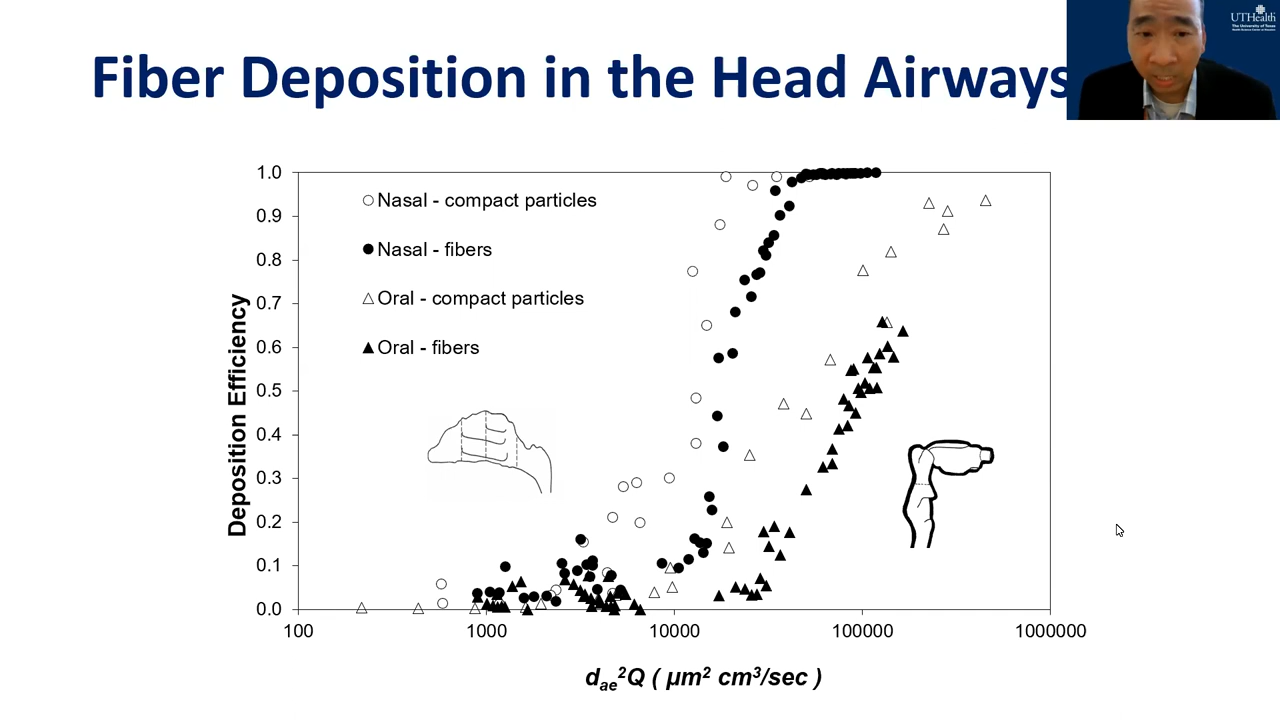 Fiber Deposition in the Head Airways
UTHealth
The University of Texas
Health Science Center at Houston
1.0
0.9
0.8
0.7
0.6
0.5
0.4
0.3
0.2
0.1
0.0
Deposition Efficiency
○ Nasal - compact particles
● Nasal - fibers
△ Oral - compact particles
▲ Oral - fibers
100 1000 10000 100000 1000000
dae²Q ( μm² cm³/sec )